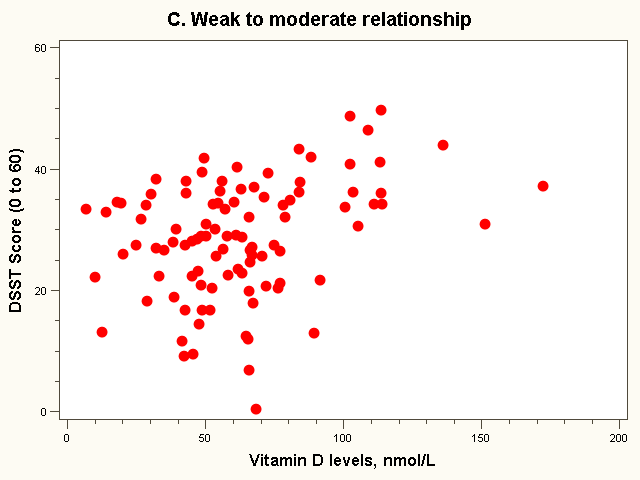 C. Weak to moderate relationship
60
40
20
0
DSST Score (0 to 60)
0 50 100 150 200
Vitamin D levels, nmol/L